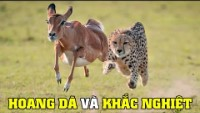 HOANG DÃ VÀ KHẮC NGHIỆT